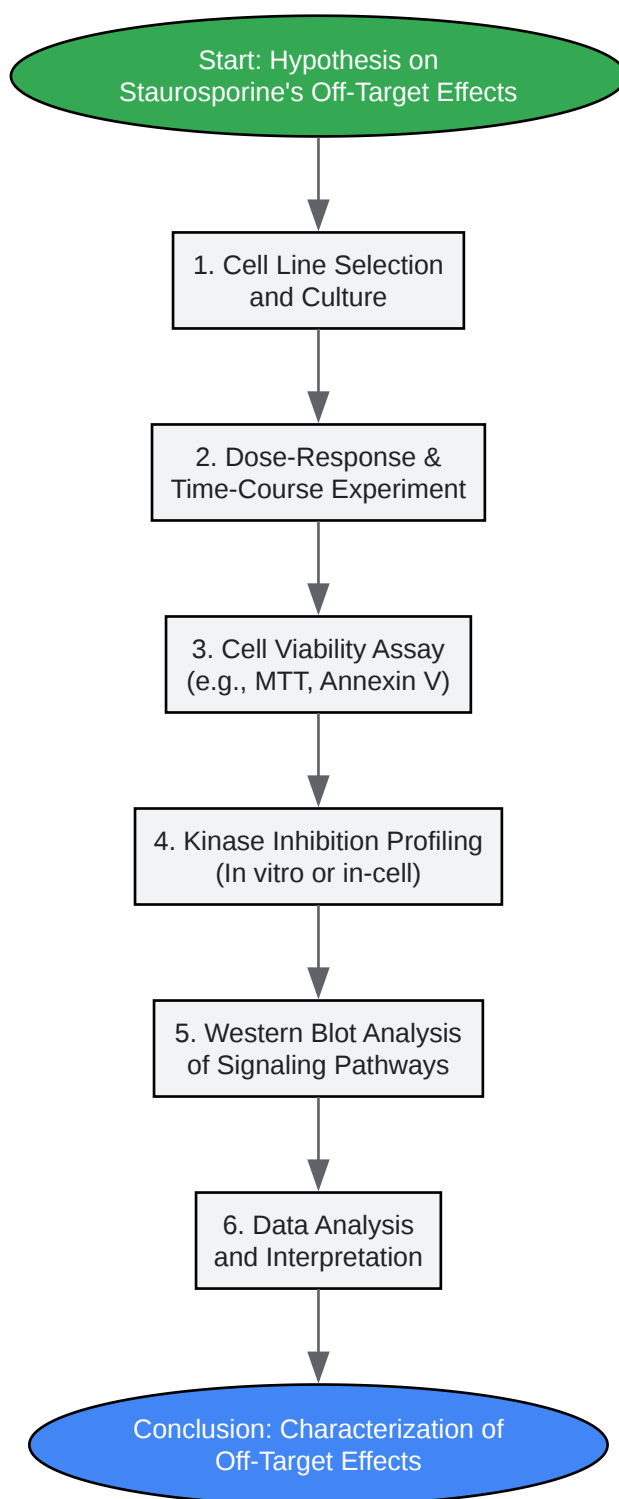 Start: Hypothesis on
Staurosporine's Off-Target Effects
1. Cell Line Selection
and Culture
2. Dose-Response &
Time-Course Experiment
3. Cell Viability Assay
(e.g., MTT, Annexin V)
4. Kinase Inhibition Profiling
(In vitro or in-cell)
5. Western Blot Analysis
of Signaling Pathways
6. Data Analysis
and Interpretation
Conclusion: Characterization of
Off-Target Effects